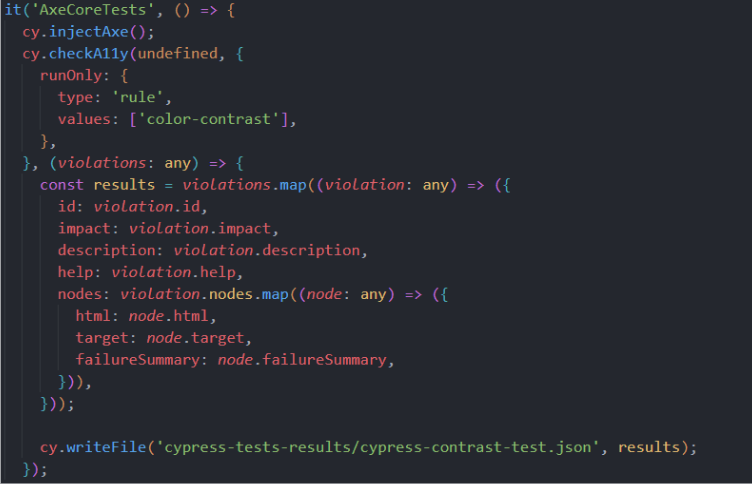 it('AxeCoreTests', () => {
  cy.injectAxe();
  cy.checkA11y(undefined, {
    runOnly: {
      type: 'rule',
      values: ['color-contrast'],
    },
  }, (violations: any) => {
    const results = violations.map((violation: any) => ({
      id: violation.id,
      impact: violation.impact,
      description: violation.description,
      help: violation.help,
      nodes: violation.nodes.map((node: any) => ({
        html: node.html,
        target: node.target,
        failureSummary: node.failureSummary,
      })),
    }));

    cy.writeFile('cypress-tests-results/cypress-contrast-test.json', results);
  });